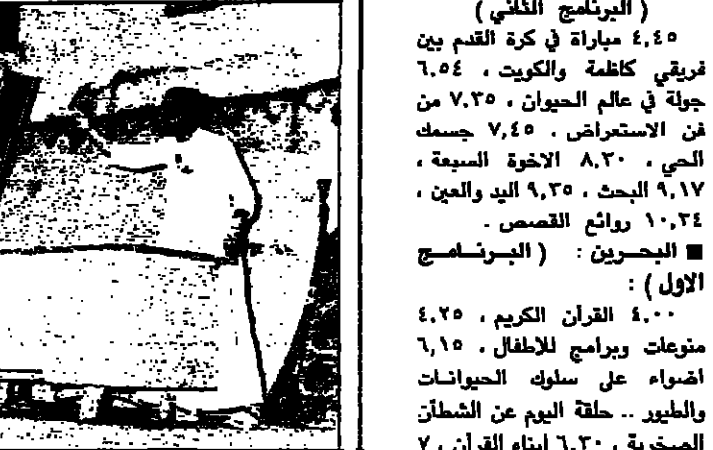 ( البرنامج الثاني )
٤,٤٥ مباراة في كرة القدم بين
فريقي كاظمة والكويت ، ٦.٥٤
جولة في عالم الحيوان ، ٧.٣٥ من
فن الاستعراض . ٧,٤٥ جسمك
الحي ، ٨.٣٠ الاخوة السبعة ،
٩,١٧ البحث ، ٩,٣٥ اليد والعين ،
١٠,٣٤ روائع القصص .
■ البحرين : ( البرنامج
الاول ) :
٤.٠٠ القرآن الكريم ، ٤.٢٥
منوعات وبرامج للاطفال . ٦,١٥
اضواء على سلوك الحيوانات
والطيور .. حلقة اليوم عن الشطآن
الصخرية ، ٦.٣٠ ابناء القرآن ، ٧